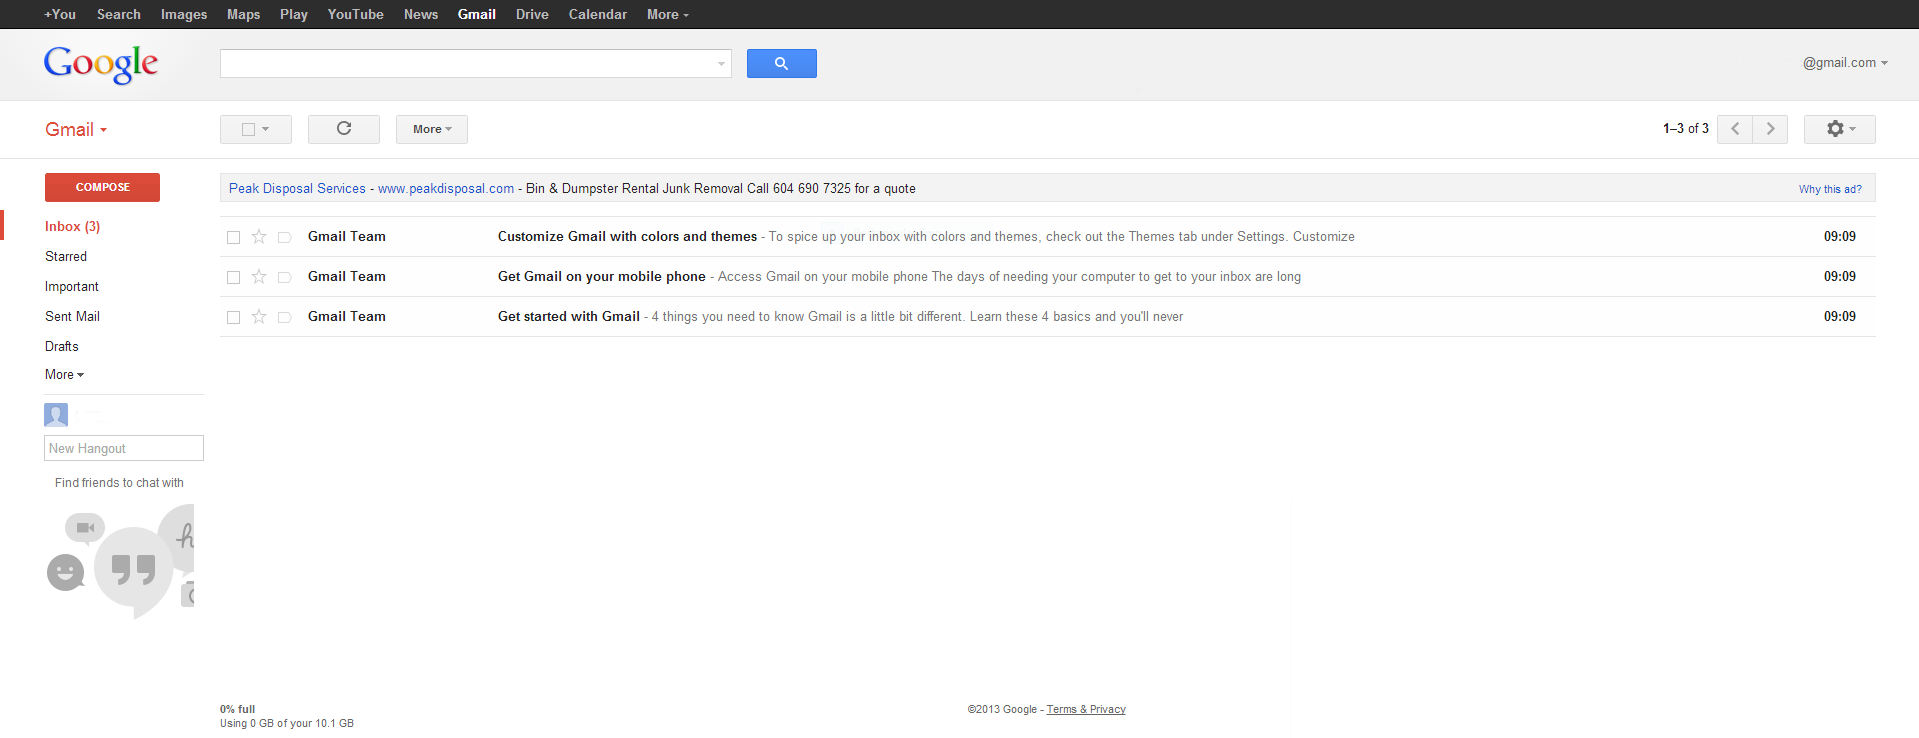 +You Search Images Maps Play YouTube News Gmail Drive Calendar More
Google
@gmail.com
Gmail
More
1–3 of 3
COMPOSE
Peak Disposal Services - www.peakdisposal.com - Bin & Dumpster Rental Junk Removal Call 604 690 7325 for a quote
Why this ad?
Inbox (3)
Starred
Important
Sent Mail
Drafts
More
Gmail Team Customize Gmail with colors and themes - To spice up your inbox with colors and themes, check out the Themes tab under Settings. Customize 09:09
Gmail Team Get Gmail on your mobile phone - Access Gmail on your mobile phone The days of needing your computer to get to your inbox are long 09:09
Gmail Team Get started with Gmail - 4 things you need to know Gmail is a little bit different. Learn these 4 basics and you'll never 09:09
New Hangout
Find friends to chat with
h
0% full
Using 0 GB of your 10.1 GB
©2013 Google - Terms & Privacy